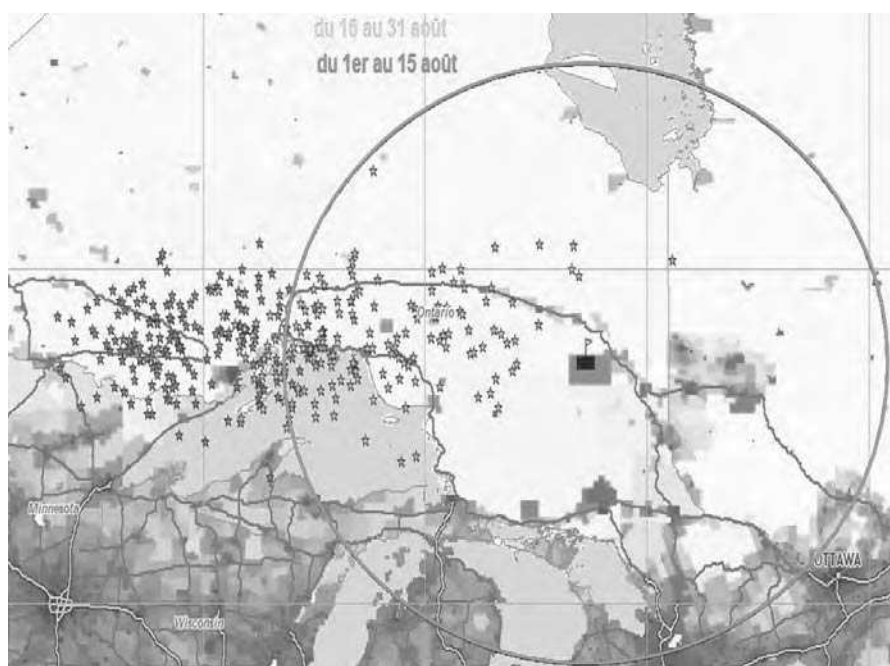 du 16 au 31 août
du 1er au 15 août
Ontario
Minnesota
OTTAWA
Wisconsin